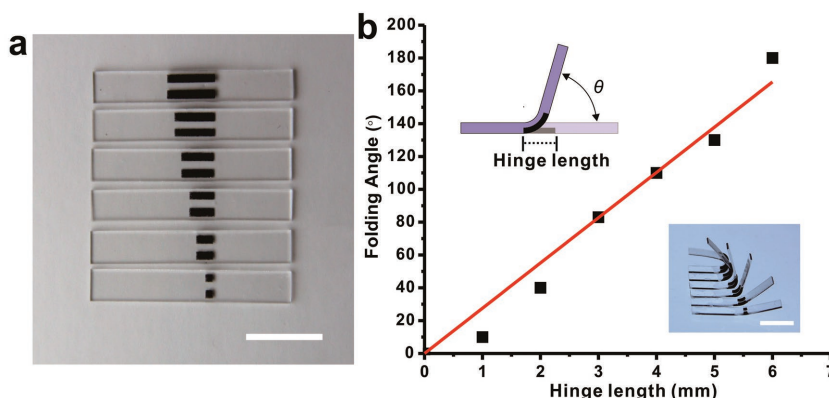 a
b
200
180
160
140
120
100
80
60
40
20
0
Folding Angle (°)
θ
Hinge length
0 1 2 3 4 5 6 7
Hinge length (mm)